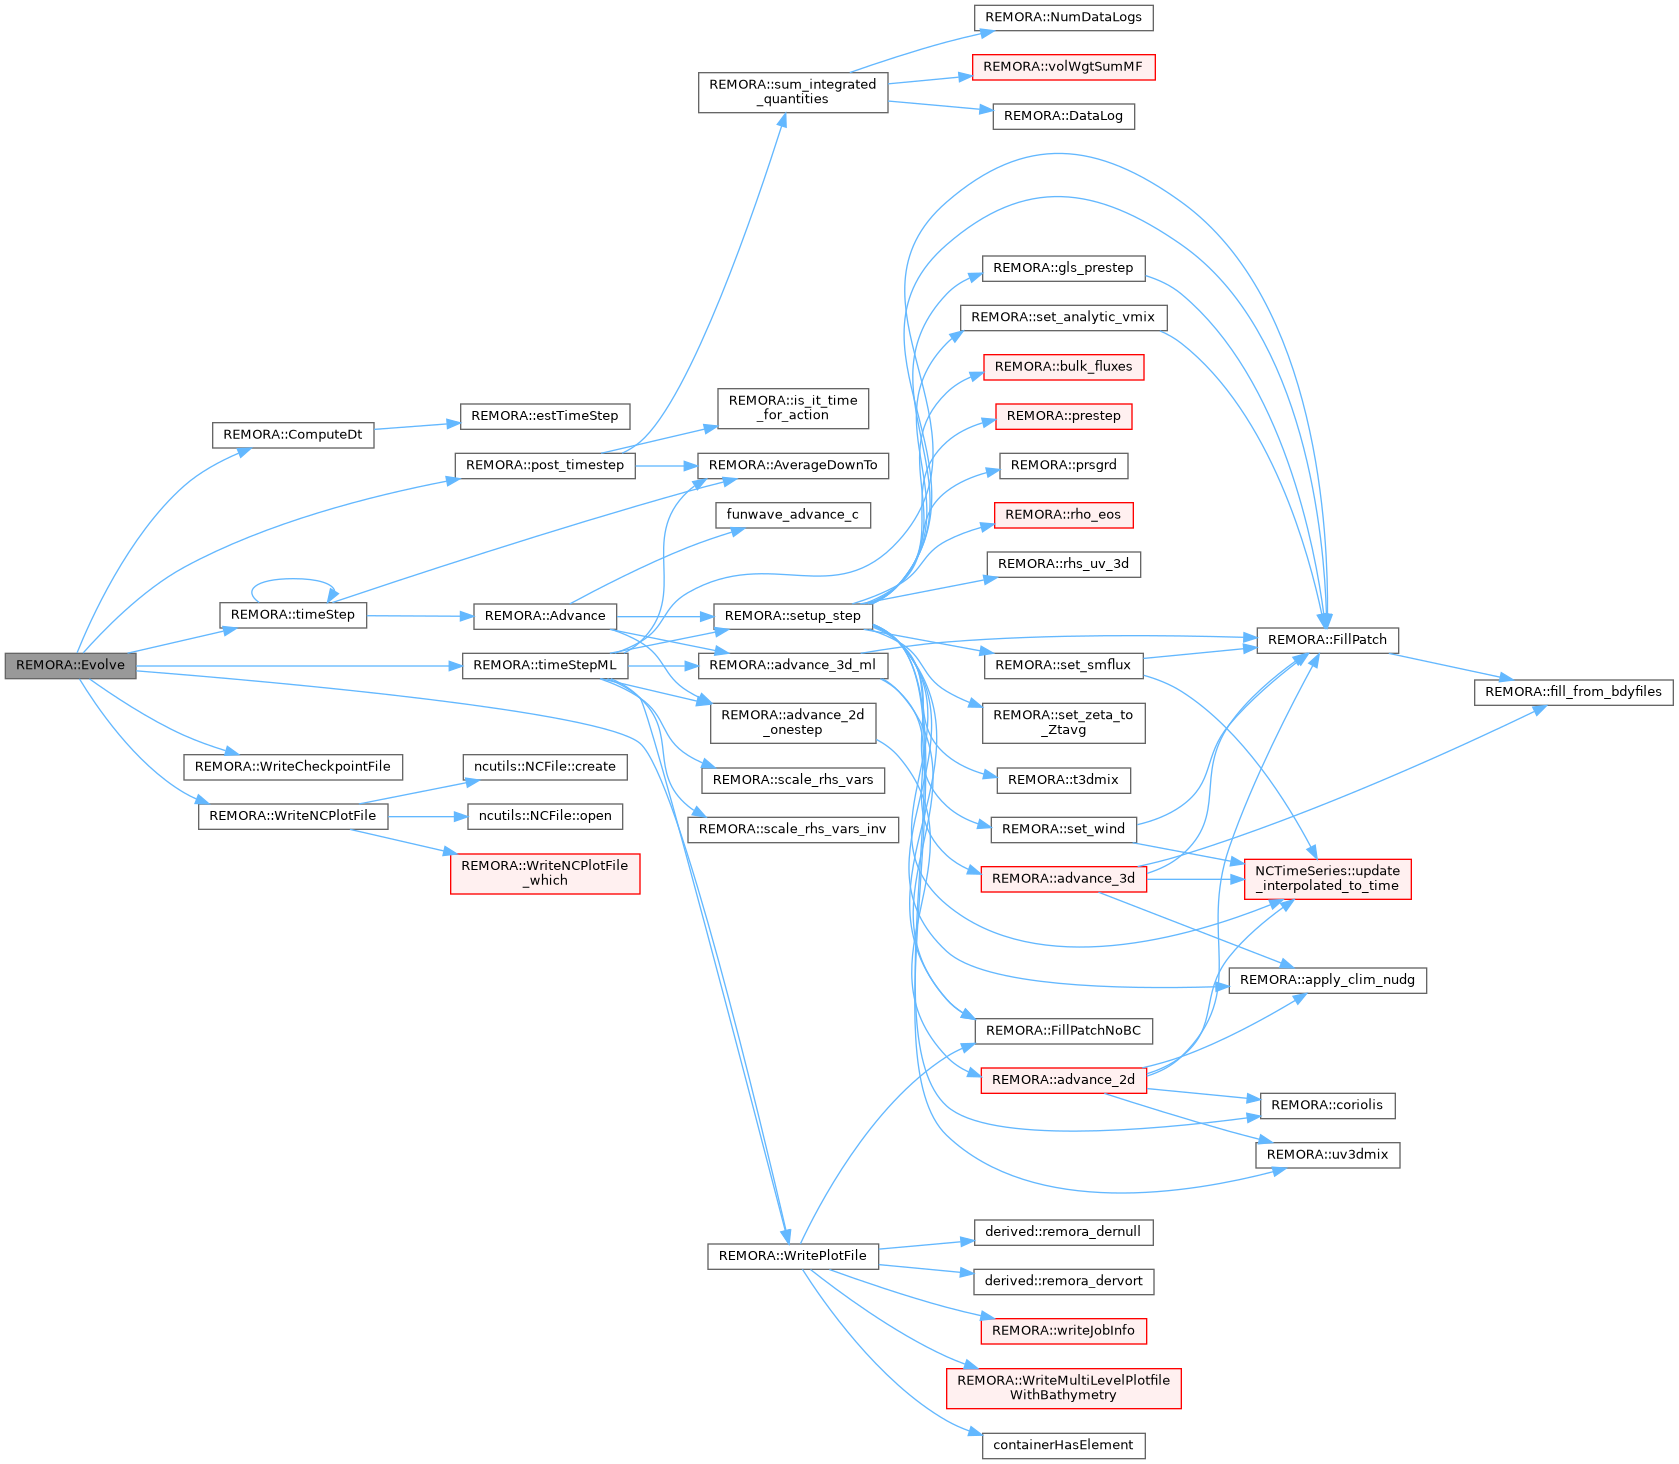 REMORA::Evolve
REMORA::ComputeDt
REMORA::estTimeStep
REMORA::post_timestep
REMORA::is_it_time
_for_action
REMORA::AverageDownTo
REMORA::sum_integrated
_quantities
REMORA::NumDataLogs
REMORA::volWgtSumMF
REMORA::DataLog
REMORA::timeStep
REMORA::Advance
funwave_advance_c
REMORA::setup_step
REMORA::timeStepML
REMORA::advance_3d_ml
REMORA::advance_2d
_onestep
REMORA::scale_rhs_vars
REMORA::scale_rhs_vars_inv
REMORA::WriteCheckpointFile
REMORA::WriteNCPlotFile
ncutils::NCFile::create
ncutils::NCFile::open
REMORA::WriteNCPlotFile
_which
REMORA::gls_prestep
REMORA::set_analytic_vmix
REMORA::bulk_fluxes
REMORA::prestep
REMORA::prsgrd
REMORA::rho_eos
REMORA::rhs_uv_3d
REMORA::set_smflux
REMORA::set_zeta_to
_Ztavg
REMORA::t3dmix
REMORA::set_wind
REMORA::advance_3d
REMORA::FillPatch
REMORA::fill_from_bdyfiles
NCTimeSeries::update
_interpolated_to_time
REMORA::apply_clim_nudg
REMORA::FillPatchNoBC
REMORA::advance_2d
REMORA::coriolis
REMORA::uv3dmix
REMORA::WritePlotFile
derived::remora_dernull
derived::remora_dervort
REMORA::writeJobInfo
REMORA::WriteMultiLevelPlotfile
WithBathymetry
containerHasElement